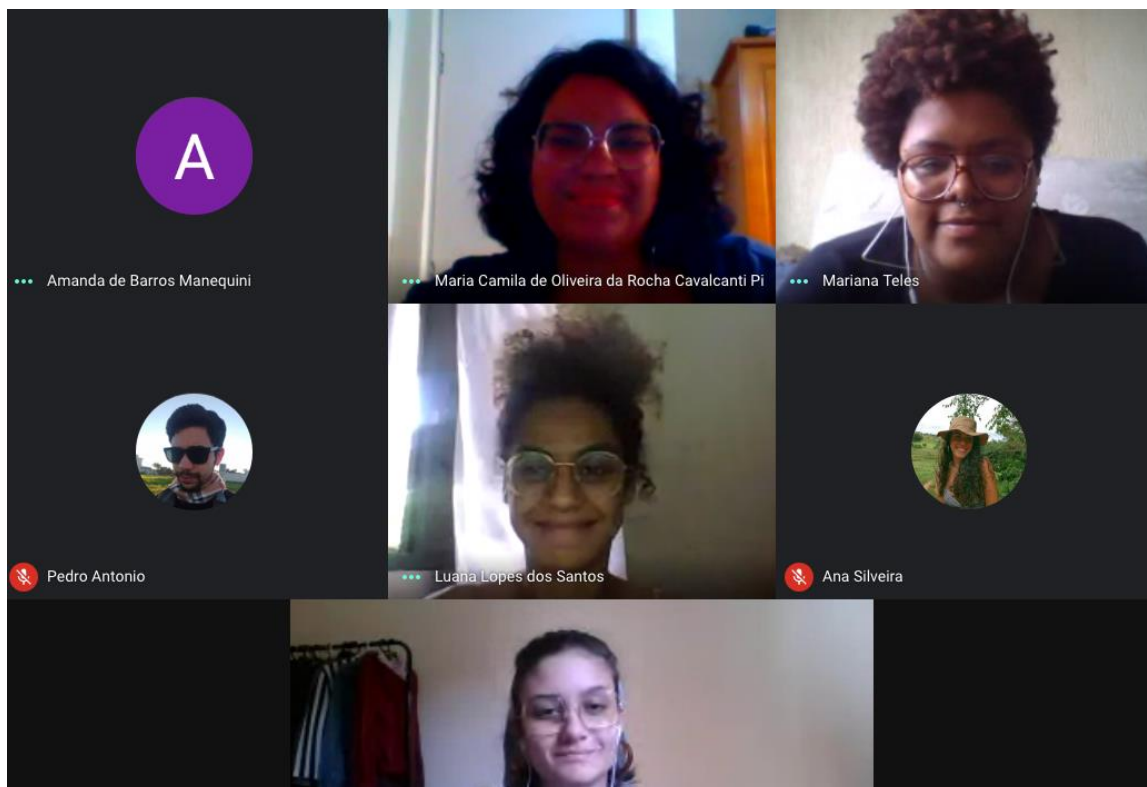 A
Amanda de Barros Manequini
Maria Camila de Oliveira da Rocha Cavalcanti Pi
Mariana Teles
Pedro Antonio
Luana Lopes dos Santos
Ana Silveira